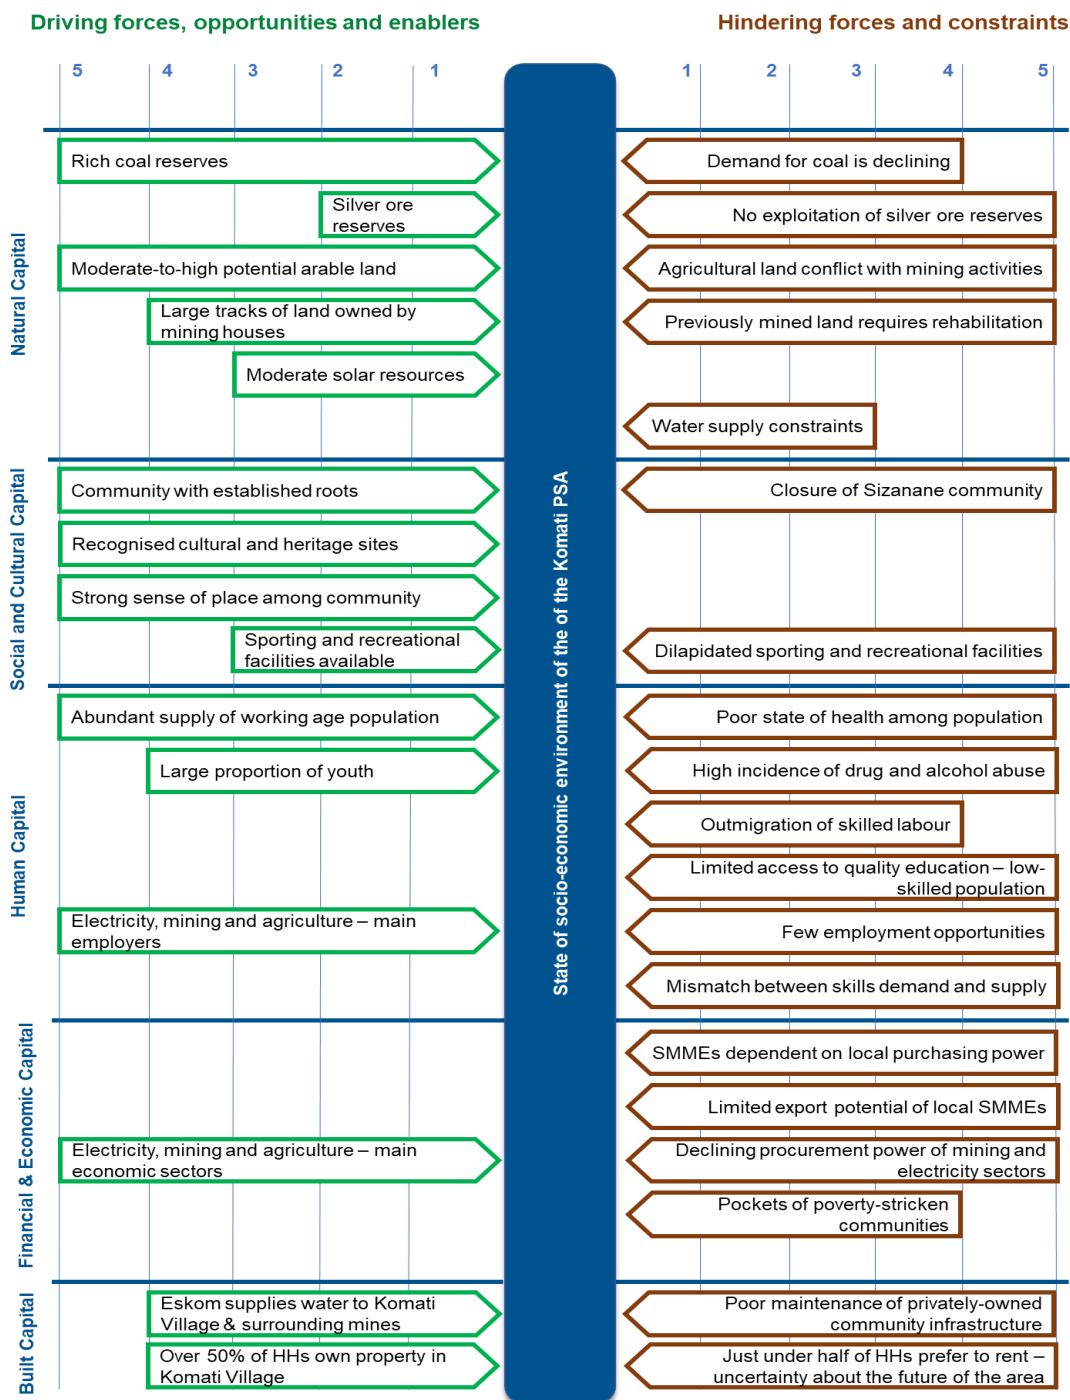 Driving forces, opportunities and enablers
Hindering forces and constraints
5 4 3 2 1
1 2 3 4 5
State of socio-economic environment of the of the Komati PSA
Natural Capital
Rich coal reserves
Demand for coal is declining
Silver ore
reserves
No exploitation of silver ore reserves
Moderate-to-high potential arable land
Agricultural land conflict with mining activities
Large tracks of land owned by
mining houses
Previously mined land requires rehabilitation
Moderate solar resources
Water supply constraints
Social and Cultural Capital
Community with established roots
Closure of Sizanane community
Recognised cultural and heritage sites
Strong sense of place among community
Sporting and recreational
facilities available
Dilapidated sporting and recreational facilities
Human Capital
Abundant supply of working age population
Poor state of health among population
Large proportion of youth
High incidence of drug and alcohol abuse
Outmigration of skilled labour
Limited access to quality education – low-
skilled population
Electricity, mining and agriculture – main
employers
Few employment opportunities
Mismatch between skills demand and supply
Financial & Economic Capital
SMMEs dependent on local purchasing power
Limited export potential of local SMMEs
Electricity, mining and agriculture – main
economic sectors
Declining procurement power of mining and
electricity sectors
Pockets of poverty-stricken
communities
Built Capital
Eskom supplies water to Komati
Village & surrounding mines
Poor maintenance of privately-owned
community infrastructure
Over 50% of HHs own property in
Komati Village
Just under half of HHs prefer to rent –
uncertainty about the future of the area